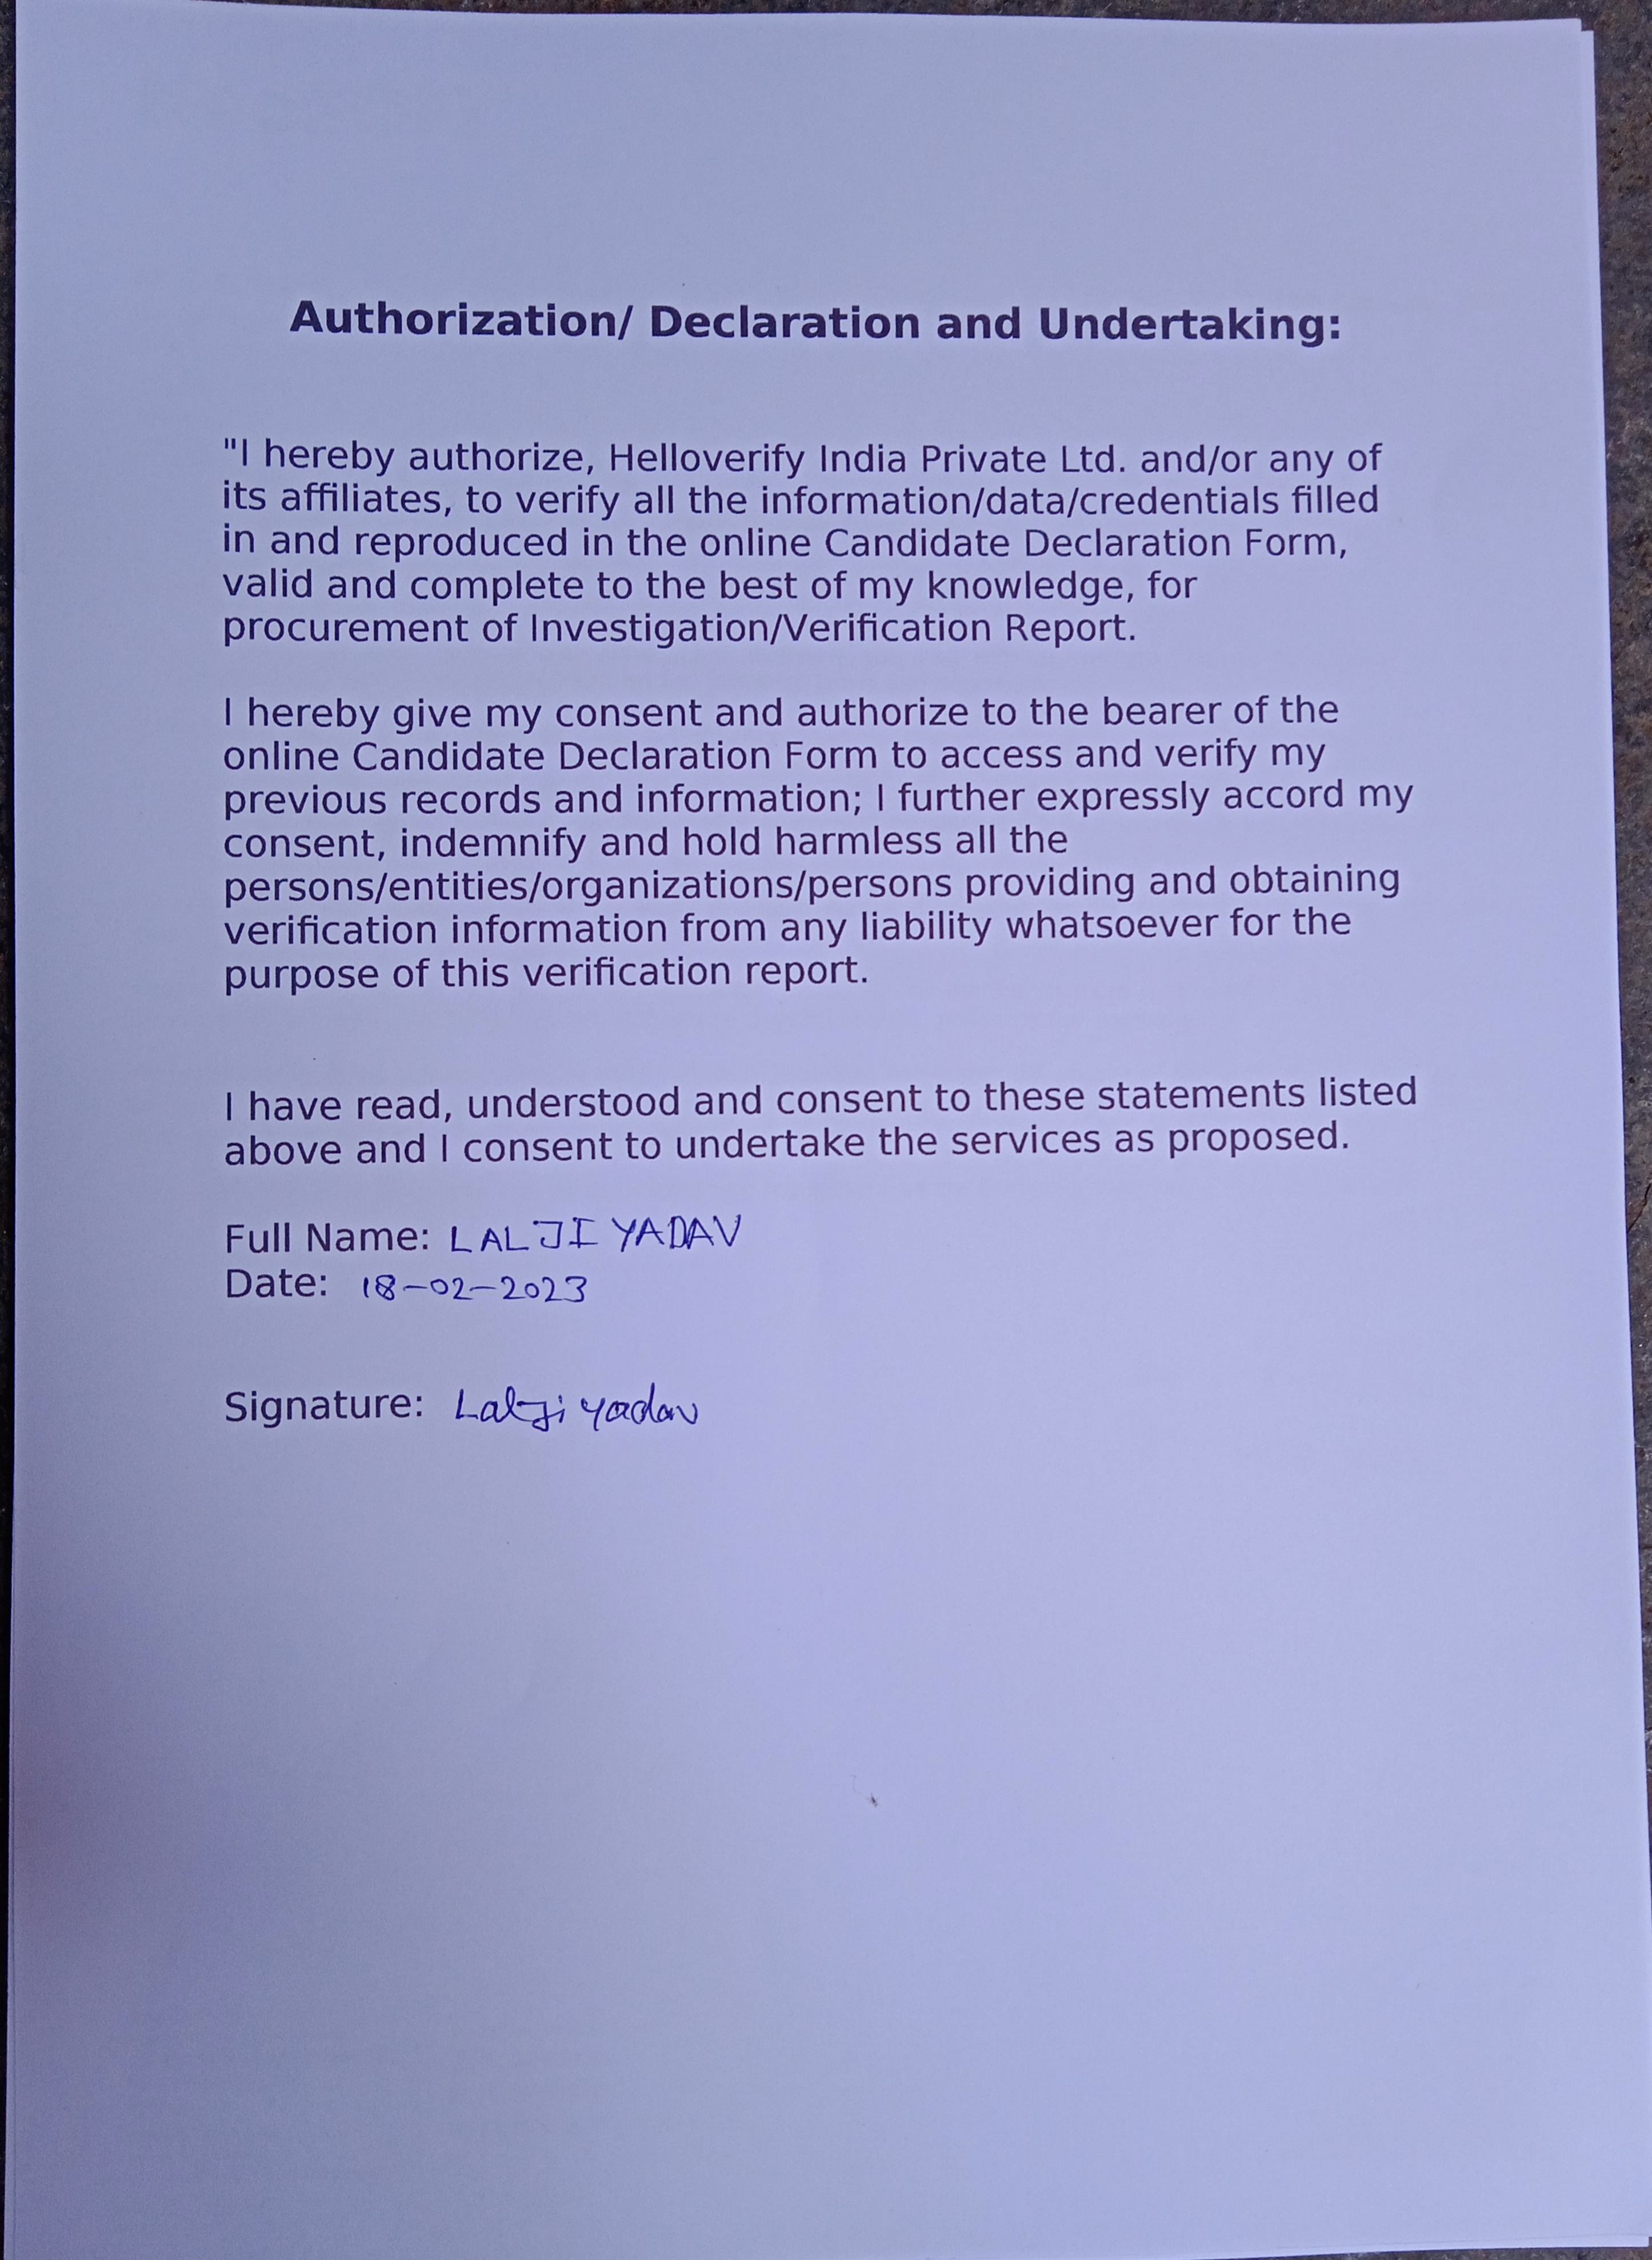 Authorization/ Declaration and Undertaking:
"I hereby authorize, Helloverify India Private Ltd. and/or any of
its affiliates, to verify all the information/data/credentials filled
in and reproduced in the online Candidate Declaration Form,
valid and complete to the best of my knowledge, for
procurement of Investigation/Verification Report.
I hereby give my consent and authorize to the bearer of the
online Candidate Declaration Form to access and verify my
previous records and information; I further expressly accord my
consent, indemnify and hold harmless all the
persons/entities/organizations/persons providing and obtaining
verification information from any liability whatsoever for the
purpose of this verification report.
I have read, understood and consent to these statements listed
above and I consent to undertake the services as proposed.
Full Name: LALJI YADAV
Date: 18-02-2023
Signature: Lalji yadav